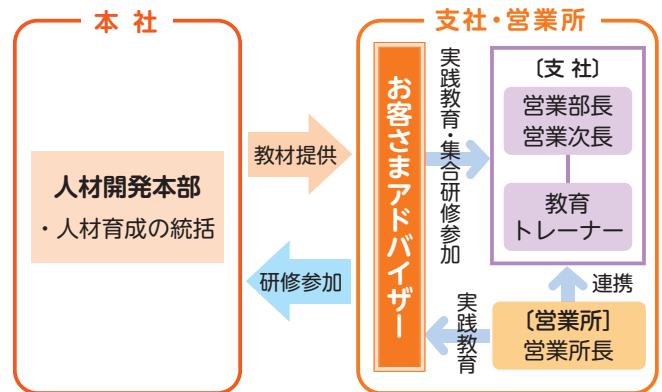 本社
人材開発本部
・人材育成の統括
教材提供
研修参加
支社・営業所
お客さまアドバイザー
実践教育・集合研修参加
〔支 社〕
営業部長
営業次長
教育
トレーナー
連携
実践教育
〔営業所〕
営業所長